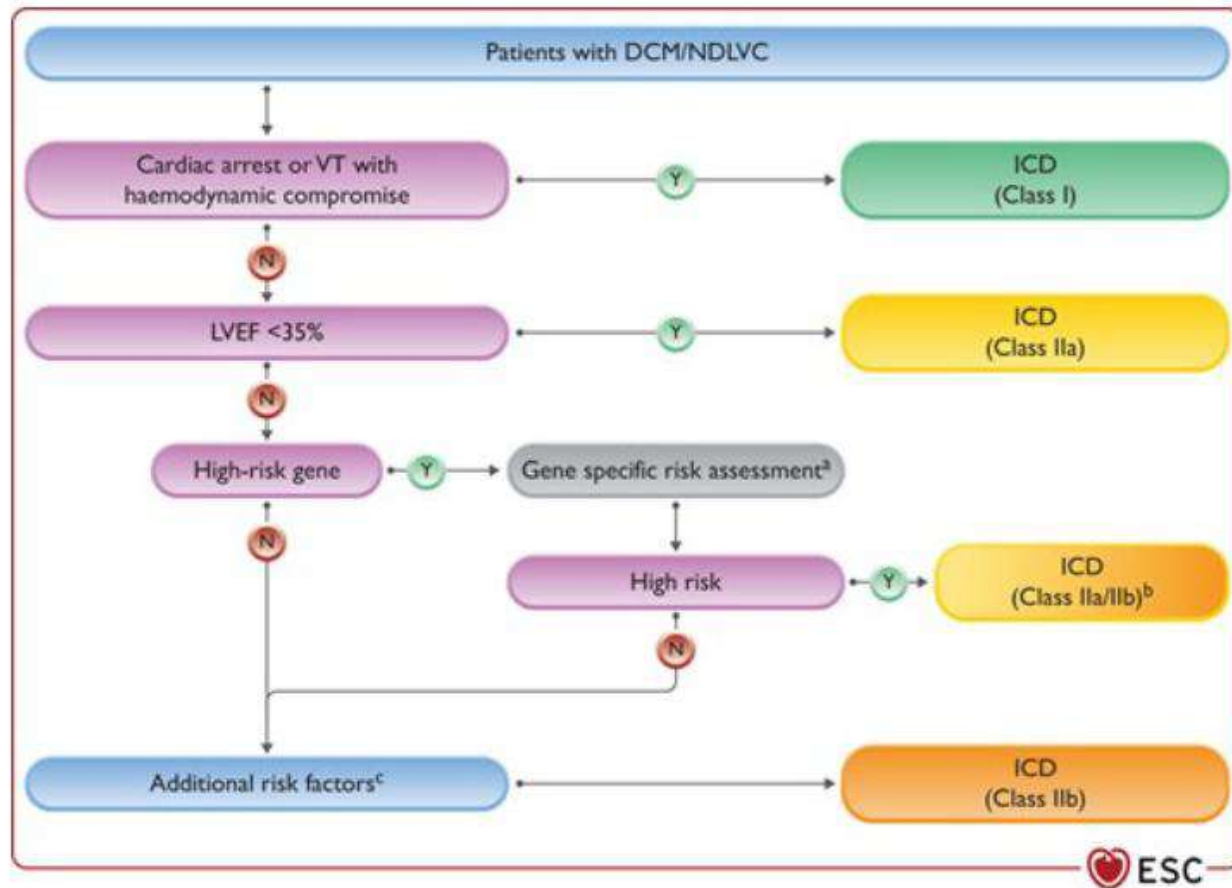 Patients with DCM/NDLVC
Cardiac arrest or VT with
haemodynamic compromise
Y
ICD
(Class I)
N
LVEF <35%
Y
ICD
(Class IIa)
N
High-risk gene
Y
Gene specific risk assessmentᵃ
N
High risk
Y
ICD
(Class IIa/IIb)ᵇ
N
Additional risk factorsᶜ
ICD
(Class IIb)
ESC